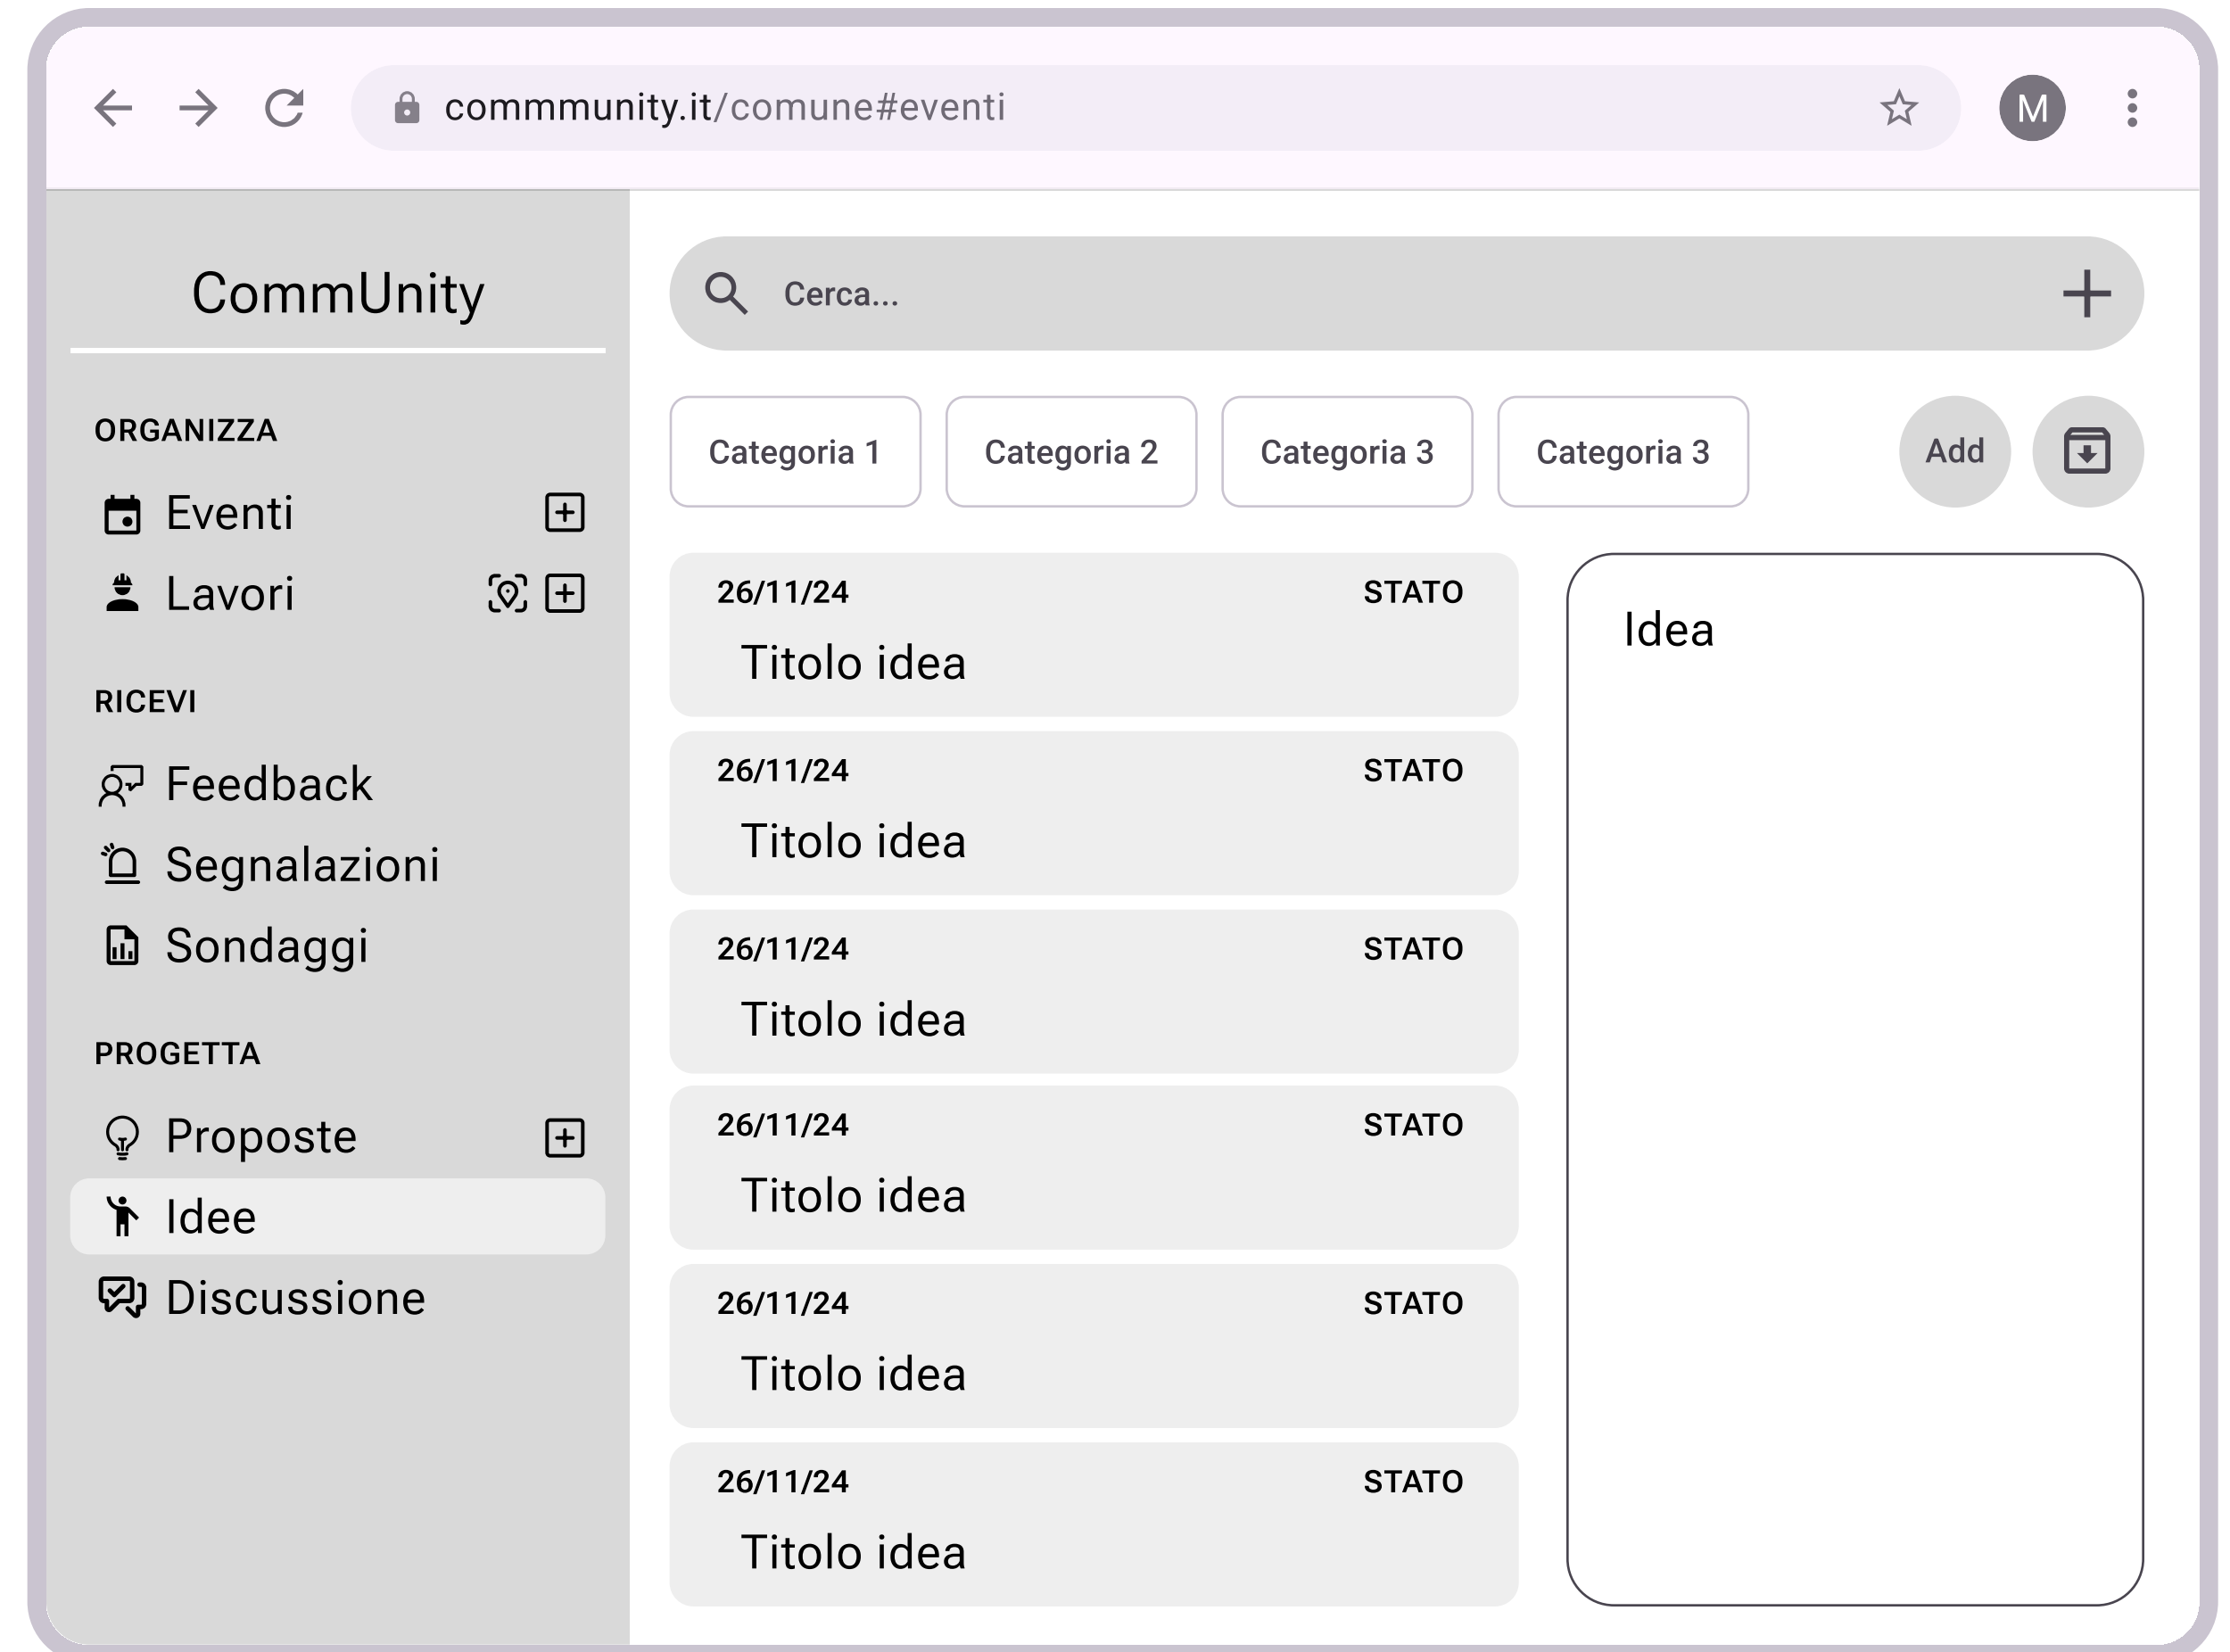 community.it/comune#eventi
M
CommUnity
ORGANIZZA
Eventi
Lavori
RICEVI
Feedback
Segnalazioni
Sondaggi
PROGETTA
Proposte
Idee
Discussione
Cerca...
Categoria 1
Categoria 2
Categoria 3
Categoria 3
Add
26/11/24 STATO
Titolo idea
26/11/24 STATO
Titolo idea
26/11/24 STATO
Titolo idea
26/11/24 STATO
Titolo idea
26/11/24 STATO
Titolo idea
26/11/24 STATO
Titolo idea
Idea